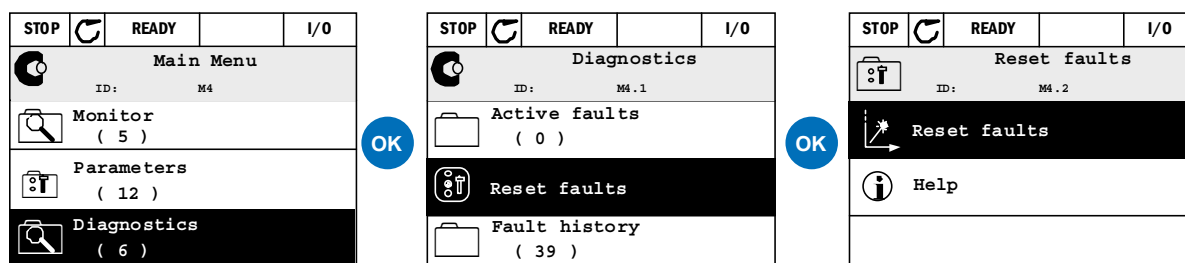 STOP READY I/O
Main Menu
ID: M4
Monitor
( 5 )
Parameters
( 12 )
Diagnostics
( 6 )
OK
STOP READY I/O
Diagnostics
ID: M4.1
Active faults
( 0 )
Reset faults
Fault history
( 39 )
OK
STOP READY I/O
Reset faults
ID: M4.2
Reset faults
Help